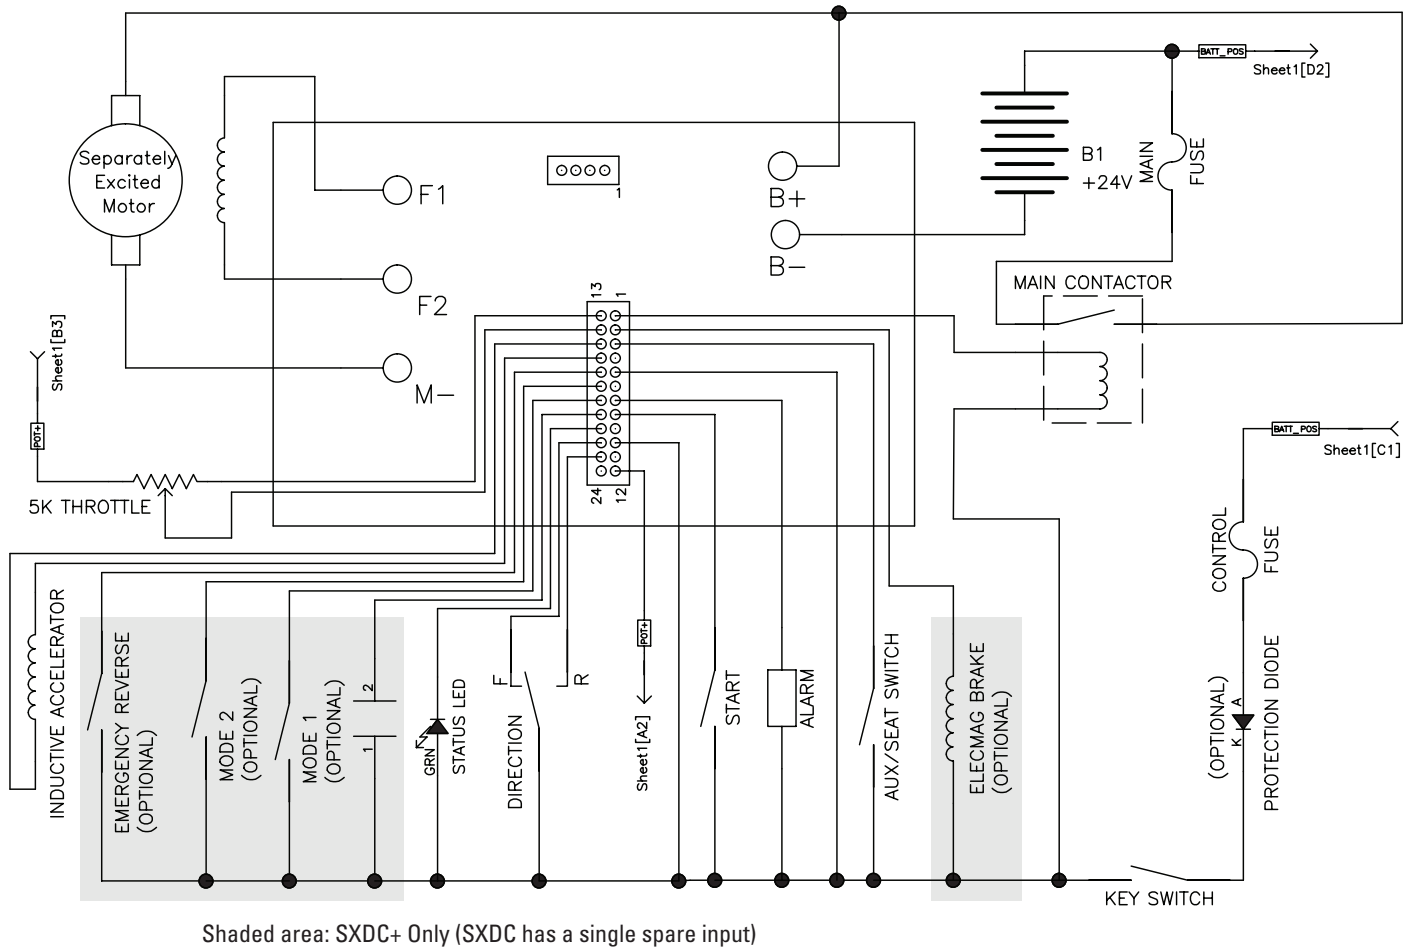 BATT_POS
Sheet1[D2]
Separately
Excited
Motor
F1
1
B+
B1
+24V
MAIN
FUSE
B-
F2
MAIN CONTACTOR
13
1
Sheet1[B3]
M-
POT+
BATT_POS
Sheet1[C1]
5K THROTTLE
24
12
CONTROL
FUSE
INDUCTIVE ACCELERATOR
EMERGENCY REVERSE
(OPTIONAL)
MODE 2
(OPTIONAL)
MODE 1
(OPTIONAL)
2
1
GRN
STATUS LED
F
R
DIRECTION
POT+
Sheet1[A2]
START
ALARM
AUX/SEAT SWITCH
ELECMAG BRAKE
(OPTIONAL)
(OPTIONAL)
A
K
PROTECTION DIODE
KEY SWITCH
Shaded area: SXDC+ Only (SXDC has a single spare input)